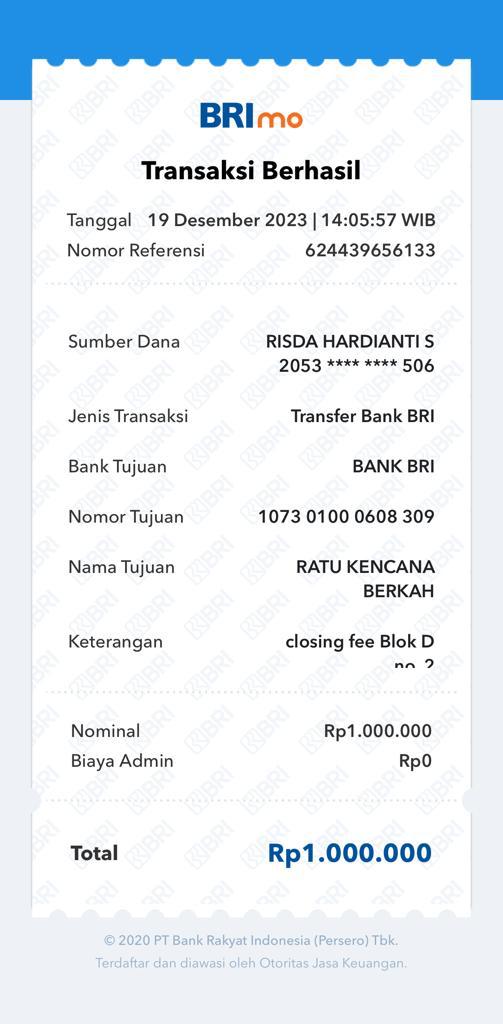 BRImo
Transaksi Berhasil
Tanggal 19 Desember 2023 | 14:05:57 WIB
Nomor Referensi 624439656133
Sumber Dana RISDA HARDIANTI S
2053 **** **** 506
Jenis Transaksi Transfer Bank BRI
Bank Tujuan BANK BRI
Nomor Tujuan 1073 0100 0608 309
Nama Tujuan RATU KENCANA
BERKAH
Keterangan closing fee Blok D
no. 2
Nominal Rp1.000.000
Biaya Admin Rp0
Total Rp1.000.000
© 2020 PT Bank Rakyat Indonesia (Persero) Tbk.
Terdaftar dan diawasi oleh Otoritas Jasa Keuangan.